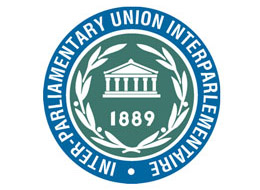 INTER-PARLIAMENTARY UNION INTERPARLEMENTAIRE
1889